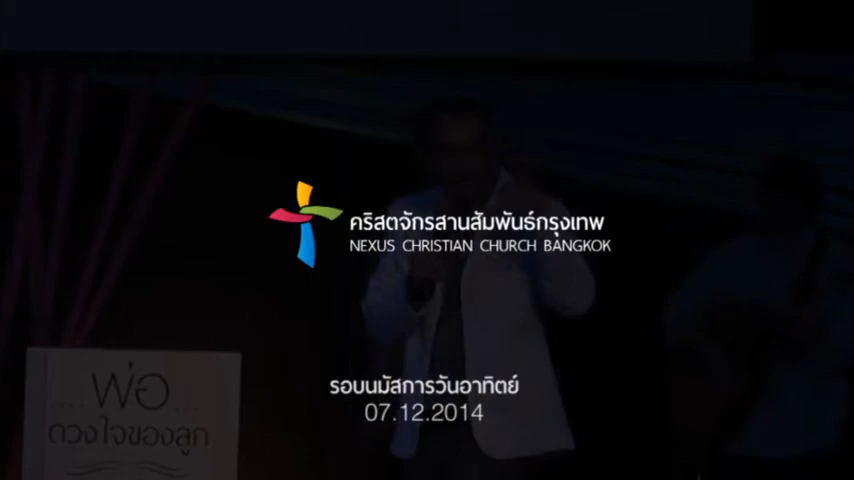 คริสตจักรสานสัมพันธ์กรุงเทพ
NEXUS CHRISTIAN CHURCH BANGKOK
รอบนมัสการวันอาทิตย์
07.12.2014
.... พ่อ ....
ดวงใจของลูก